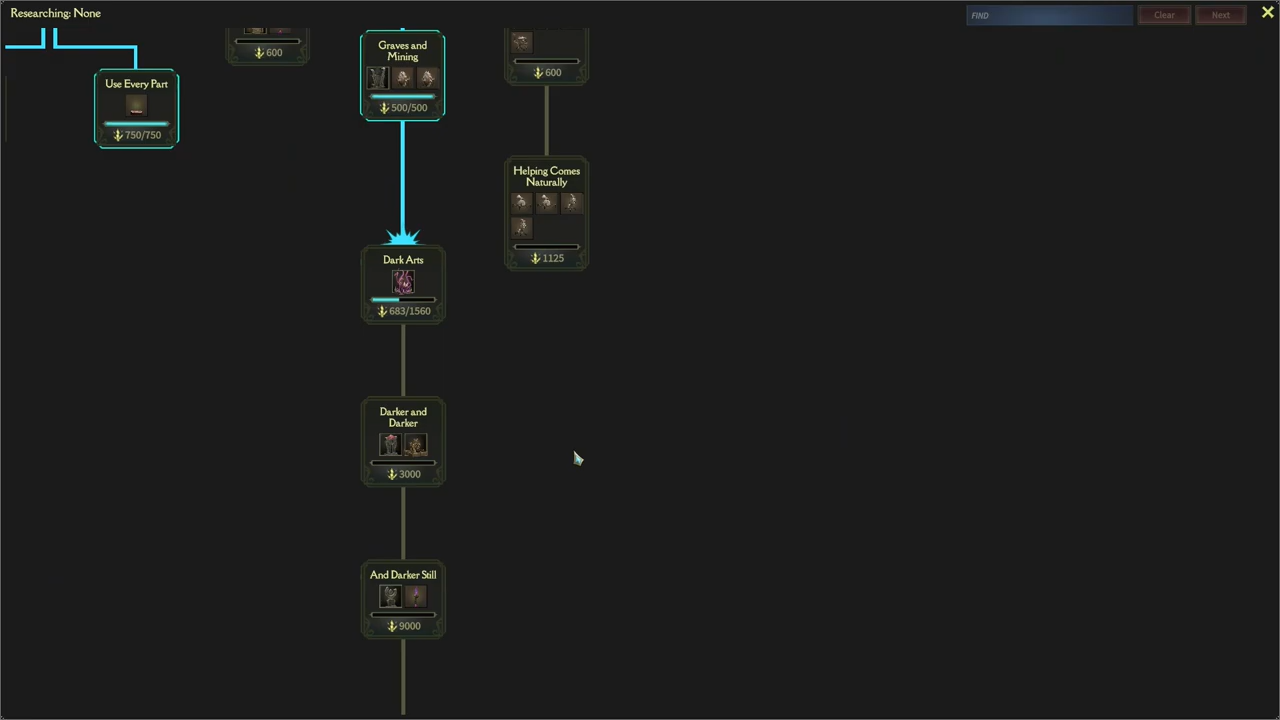 Researching: None
FIND
Clear
Next
600
Graves and
Mining
500/500
600
Use Every Part
750/750
Helping Comes
Naturally
1125
Dark Arts
683/1560
Darker and
Darker
3000
And Darker Still
9000